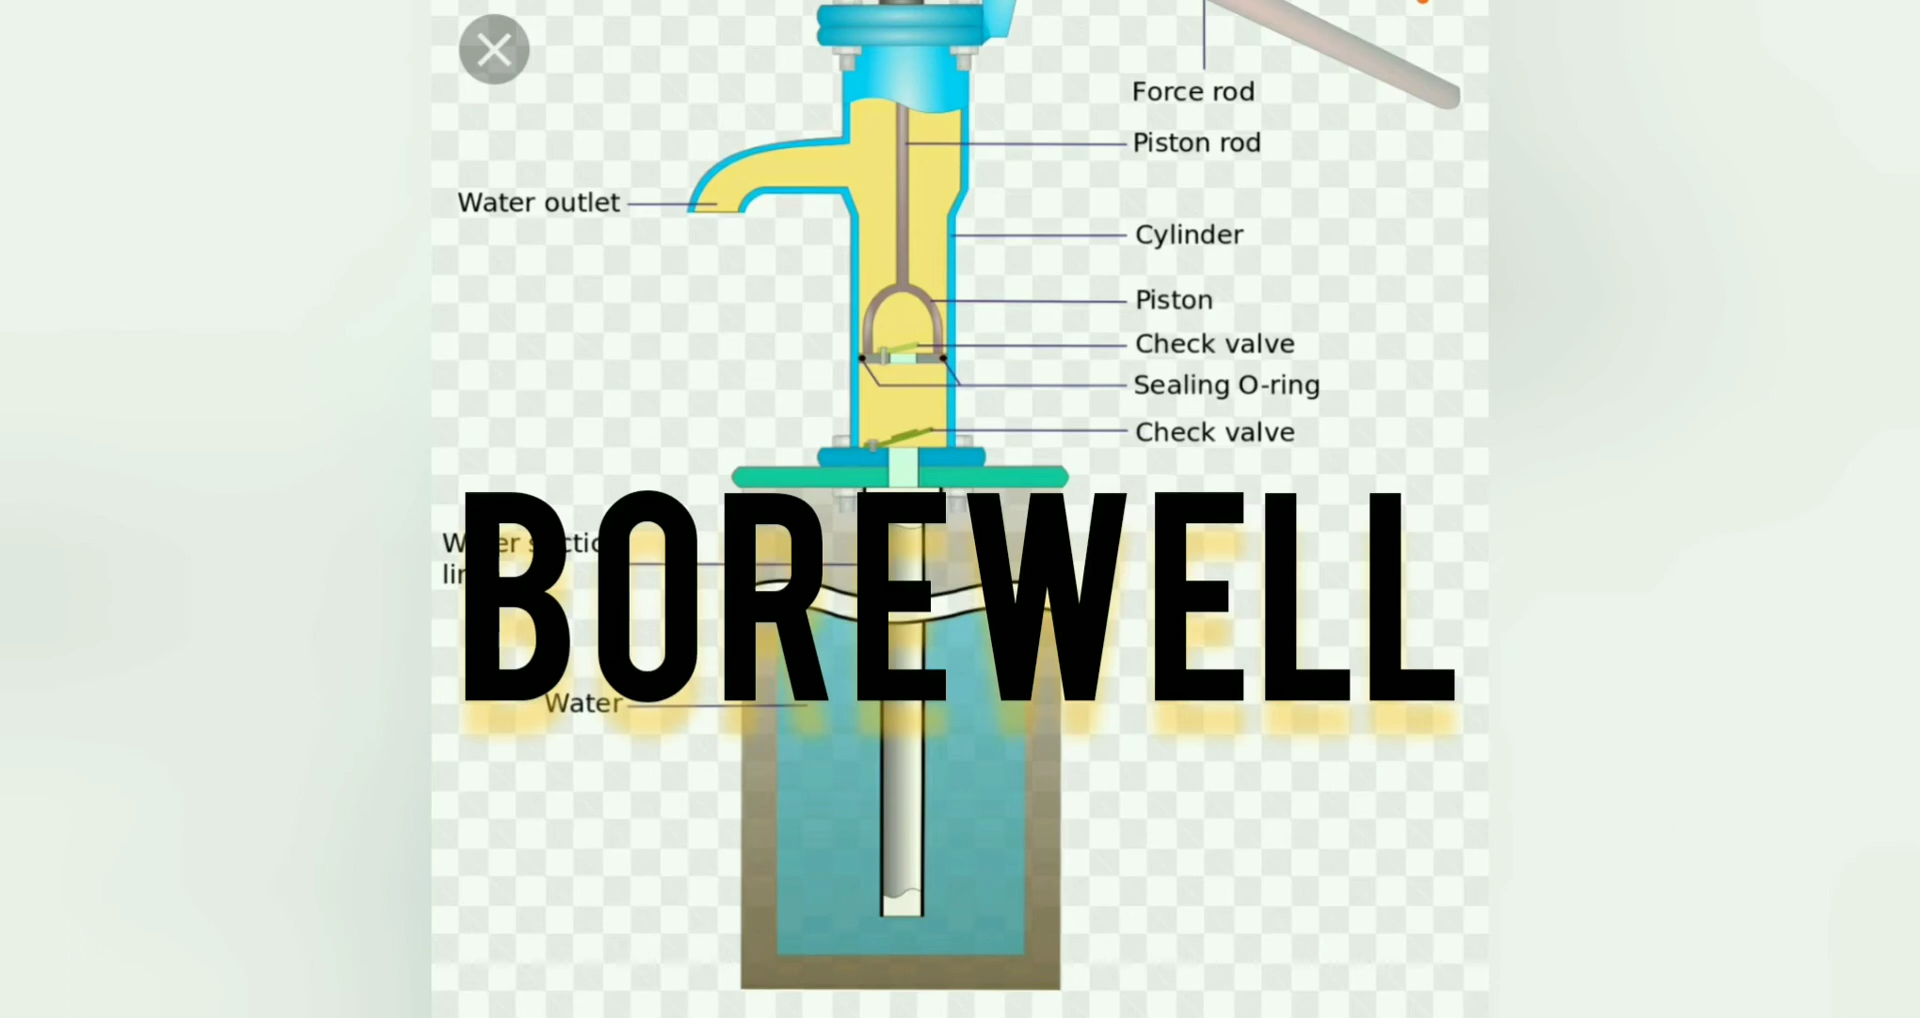 Force rod
Piston rod
Water outlet
Cylinder
Piston
Check valve
Sealing O-ring
Check valve
BOREWELL
Water